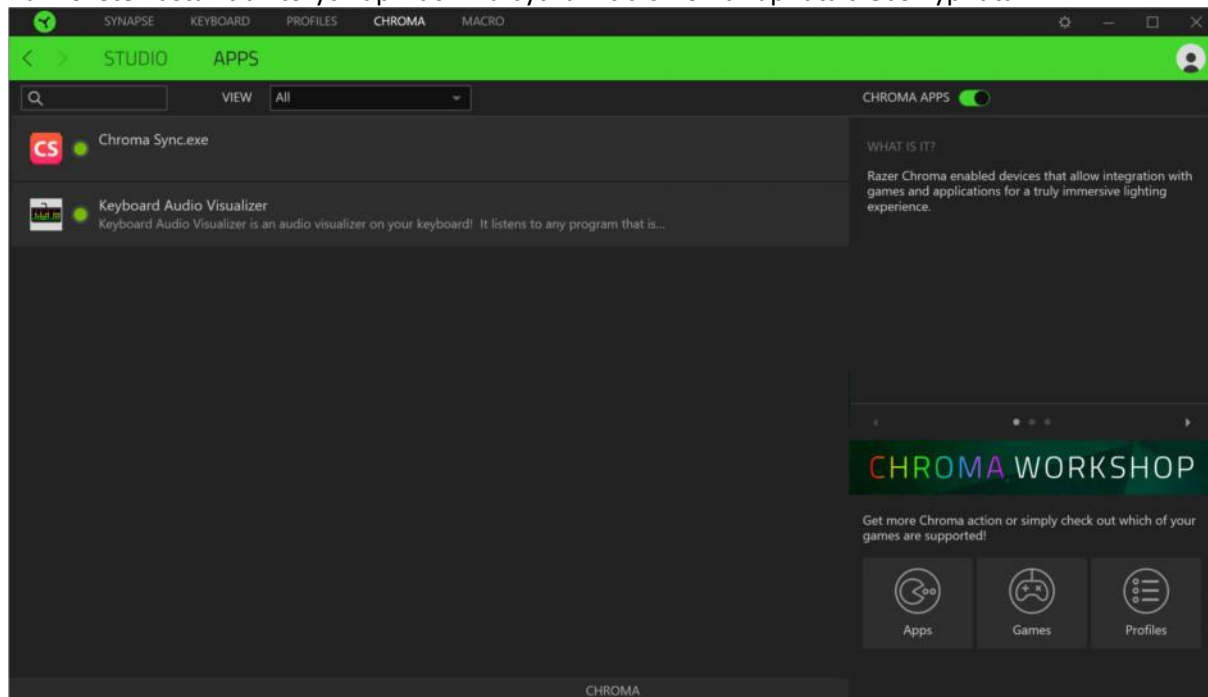 SYNAPSE KEYBOARD PROFILES CHROMA MACRO
STUDIO APPS
VIEW All
CHROMA APPS
CS
Chroma Sync.exe
Keyboard Audio Visualizer
Keyboard Audio Visualizer is an audio visualizer on your keyboard! It listens to any program that is...
WHAT IS IT?
Razer Chroma enabled devices that allow integration with
games and applications for a truly immersive lighting
experience.
CHROMA WORKSHOP
Get more Chroma action or simply check out which of your
games are supported!
Apps Games Profiles
CHROMA